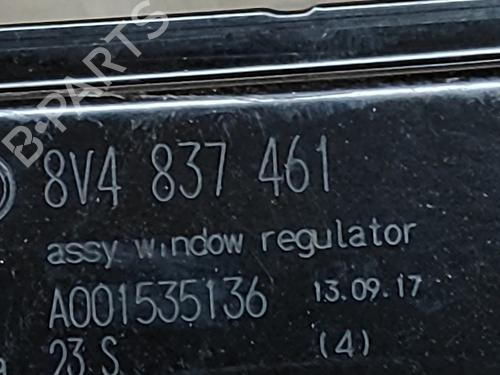 B-PARTS
8V4 837 461
assy window regulator
A001535136 13.09.17
23 S (4)